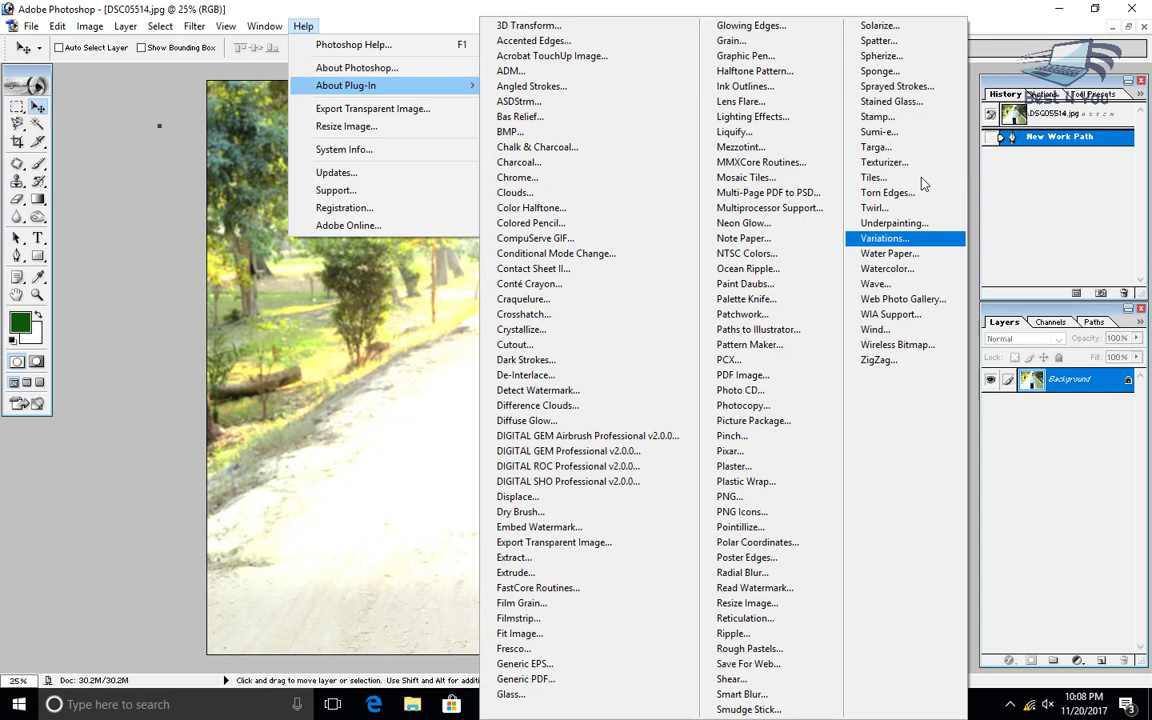 Adobe Photoshop - [DSC05514.jpg @ 25% (RGB)]
File Edit Image Layer Select Filter View Window Help
Auto Select Layer Show Bounding Box
Photoshop Help... F1
About Photoshop...
About Plug-In
Export Transparent Image...
Resize Image...
System Info...
Updates...
Support...
Registration...
Adobe Online...
3D Transform...
Accented Edges...
Acrobat TouchUp Image...
ADM...
Angled Strokes...
ASDStrm...
Bas Relief...
BMP...
Chalk & Charcoal...
Charcoal...
Chrome...
Clouds...
Color Halftone...
Colored Pencil...
CompuServe GIF...
Conditional Mode Change...
Contact Sheet II...
Conté Crayon...
Craquelure...
Crosshatch...
Crystallize...
Cutout...
Dark Strokes...
De-Interlace...
Detect Watermark...
Difference Clouds...
Diffuse Glow...
DIGITAL GEM Airbrush Professional v2.0.0...
DIGITAL GEM Professional v2.0.0...
DIGITAL ROC Professional v2.0.0...
DIGITAL SHO Professional v2.0.0...
Displace...
Dry Brush...
Embed Watermark...
Export Transparent Image...
Extract...
Extrude...
FastCore Routines...
Film Grain...
Filmstrip...
Fit Image...
Fresco...
Generic EPS...
Generic PDF...
Glass...
Glowing Edges...
Grain...
Graphic Pen...
Halftone Pattern...
Ink Outlines...
Lens Flare...
Lighting Effects...
Liquify...
Mezzotint...
MMXCore Routines...
Mosaic Tiles...
Multi-Page PDF to PSD...
Multiprocessor Support...
Neon Glow...
Note Paper...
NTSC Colors...
Ocean Ripple...
Paint Daubs...
Palette Knife...
Patchwork...
Paths to Illustrator...
Pattern Maker...
PCX...
PDF Image...
Photo CD...
Photocopy...
Picture Package...
Pinch...
Pixar...
Plaster...
Plastic Wrap...
PNG...
PNG Icons...
Pointillize...
Polar Coordinates...
Poster Edges...
Radial Blur...
Read Watermark...
Resize Image...
Reticulation...
Ripple...
Rough Pastels...
Save For Web...
Shear...
Smart Blur...
Smudge Stick...
Solarize...
Spatter...
Spherize...
Sponge...
Sprayed Strokes...
Stained Glass...
Stamp...
Sumi-e...
Targa...
Texturizer...
Tiles...
Torn Edges...
Twirl...
Underpainting...
Variations...
Water Paper...
Watercolor...
Wave...
Web Photo Gallery...
WIA Support...
Wind...
Wireless Bitmap...
ZigZag...
Best 4 You
History Actions Tool Presets
DSC05514.jpg
New Work Path
Layers Channels Paths
Normal Opacity: 100%
Lock: Fill: 100%
Background
25% Doc: 30.2M/30.2M Click and drag to move layer or selection. Use Shift and Alt for
Type here to search
10:08 PM
11/20/2017
3